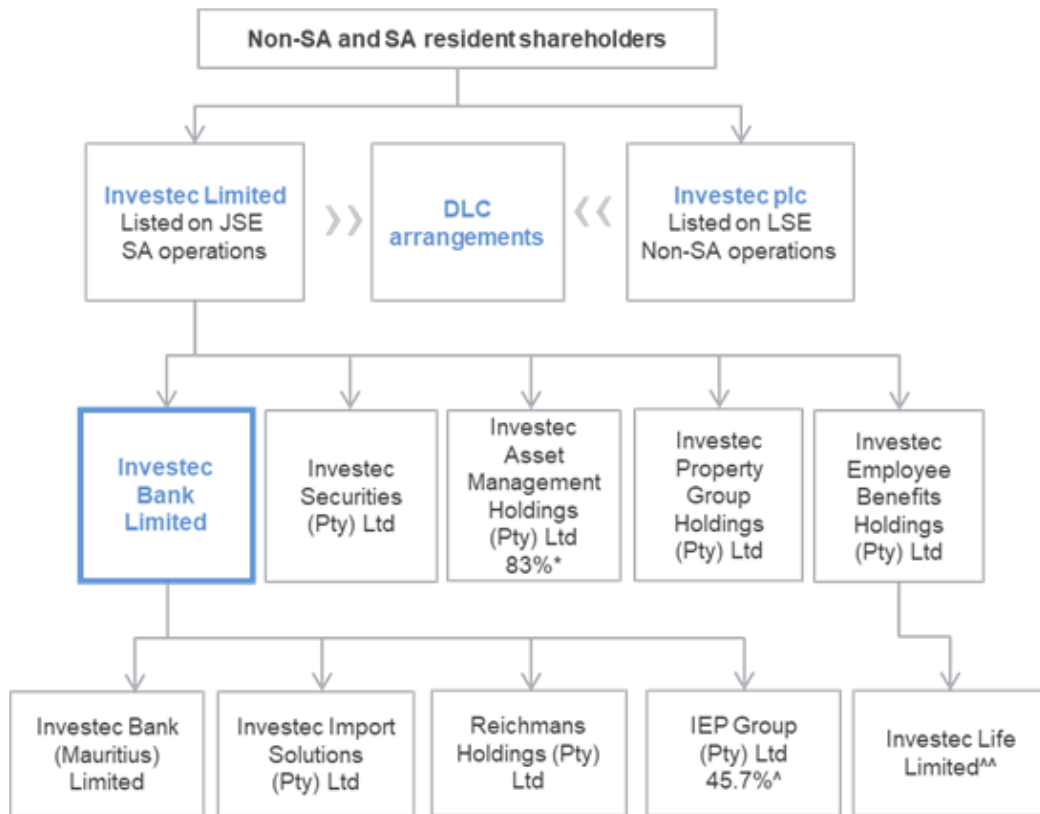 Non-SA and SA resident shareholders
Investec Limited
Listed on JSE
SA operations
DLC
arrangements
Investec plc
Listed on LSE
Non-SA operations
Investec
Bank
Limited
Investec
Securities
(Pty) Ltd
Investec
Asset
Management
Holdings
(Pty) Ltd
83%*
Investec
Property
Group
Holdings
(Pty) Ltd
Investec
Employee
Benefits
Holdings
(Pty) Ltd
Investec Bank
(Mauritius)
Limited
Investec Import
Solutions
(Pty) Ltd
Reichmans
Holdings (Pty)
Ltd
IEP Group
(Pty) Ltd
45.7%^
Investec Life
Limited^^